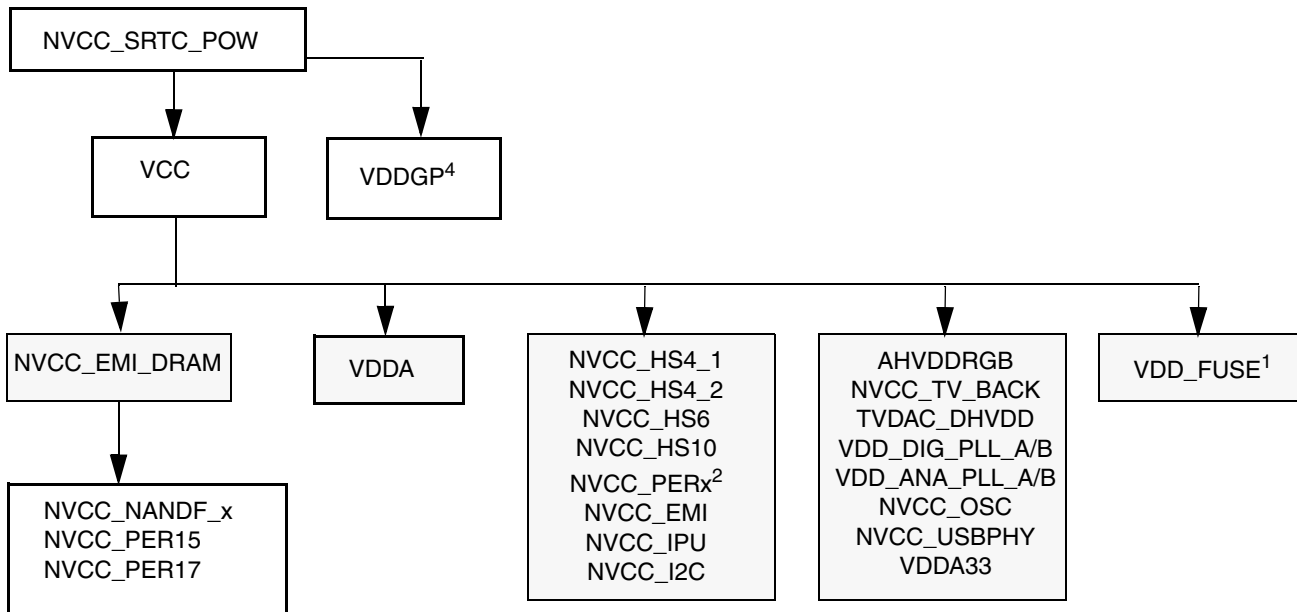 NVCC_SRTC_POW
VCC
VDDGP4
NVCC_EMI_DRAM
VDDA
NVCC_HS4_1
NVCC_HS4_2
NVCC_HS6
NVCC_HS10
NVCC_PERx2
NVCC_EMI
NVCC_IPU
NVCC_I2C
AHVDDRGB
NVCC_TV_BACK
TVDAC_DHVDD
VDD_DIG_PLL_A/B
VDD_ANA_PLL_A/B
NVCC_OSC
NVCC_USBPHY
VDDA33
VDD_FUSE1
NVCC_NANDF_x
NVCC_PER15
NVCC_PER17